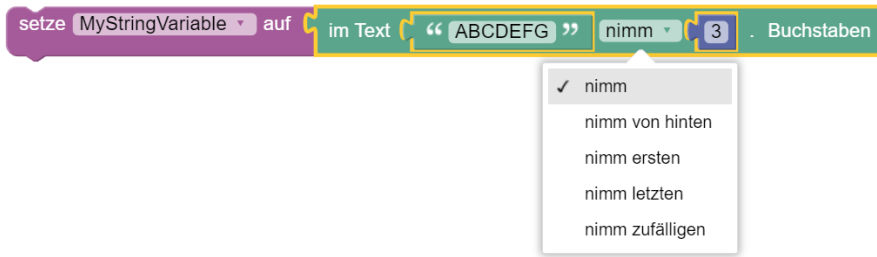 setze MyStringVariable auf im Text “ ABCDEFG ” nimm 3 . Buchstaben
✓ nimm
nimm von hinten
nimm ersten
nimm letzten
nimm zufälligen